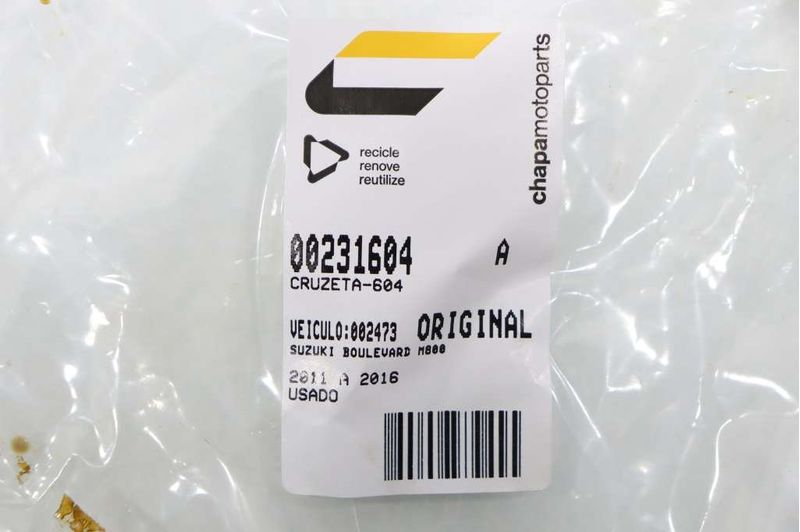 chapamotoparts
recicle
renove
reutilize
00231604 A
CRUZETA-604
VEICULO:002473 ORIGINAL
SUZUKI BOULEVARD M800
2011 A 2016
USADO